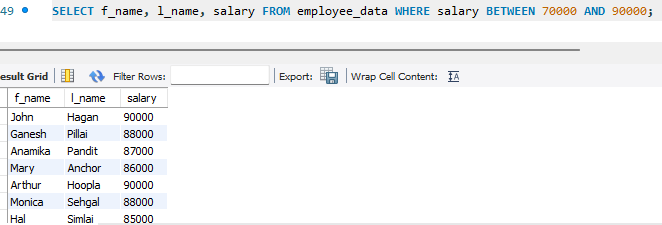 49 SELECT f_name, l_name, salary FROM employee_data WHERE salary BETWEEN 70000 AND 90000;
esult Grid Filter Rows: Export: Wrap Cell Content:
f_name l_name salary
John Hagan 90000
Ganesh Pillai 88000
Anamika Pandit 87000
Mary Anchor 86000
Arthur Hoopla 90000
Monica Sehgal 88000
Hal Simlai 85000